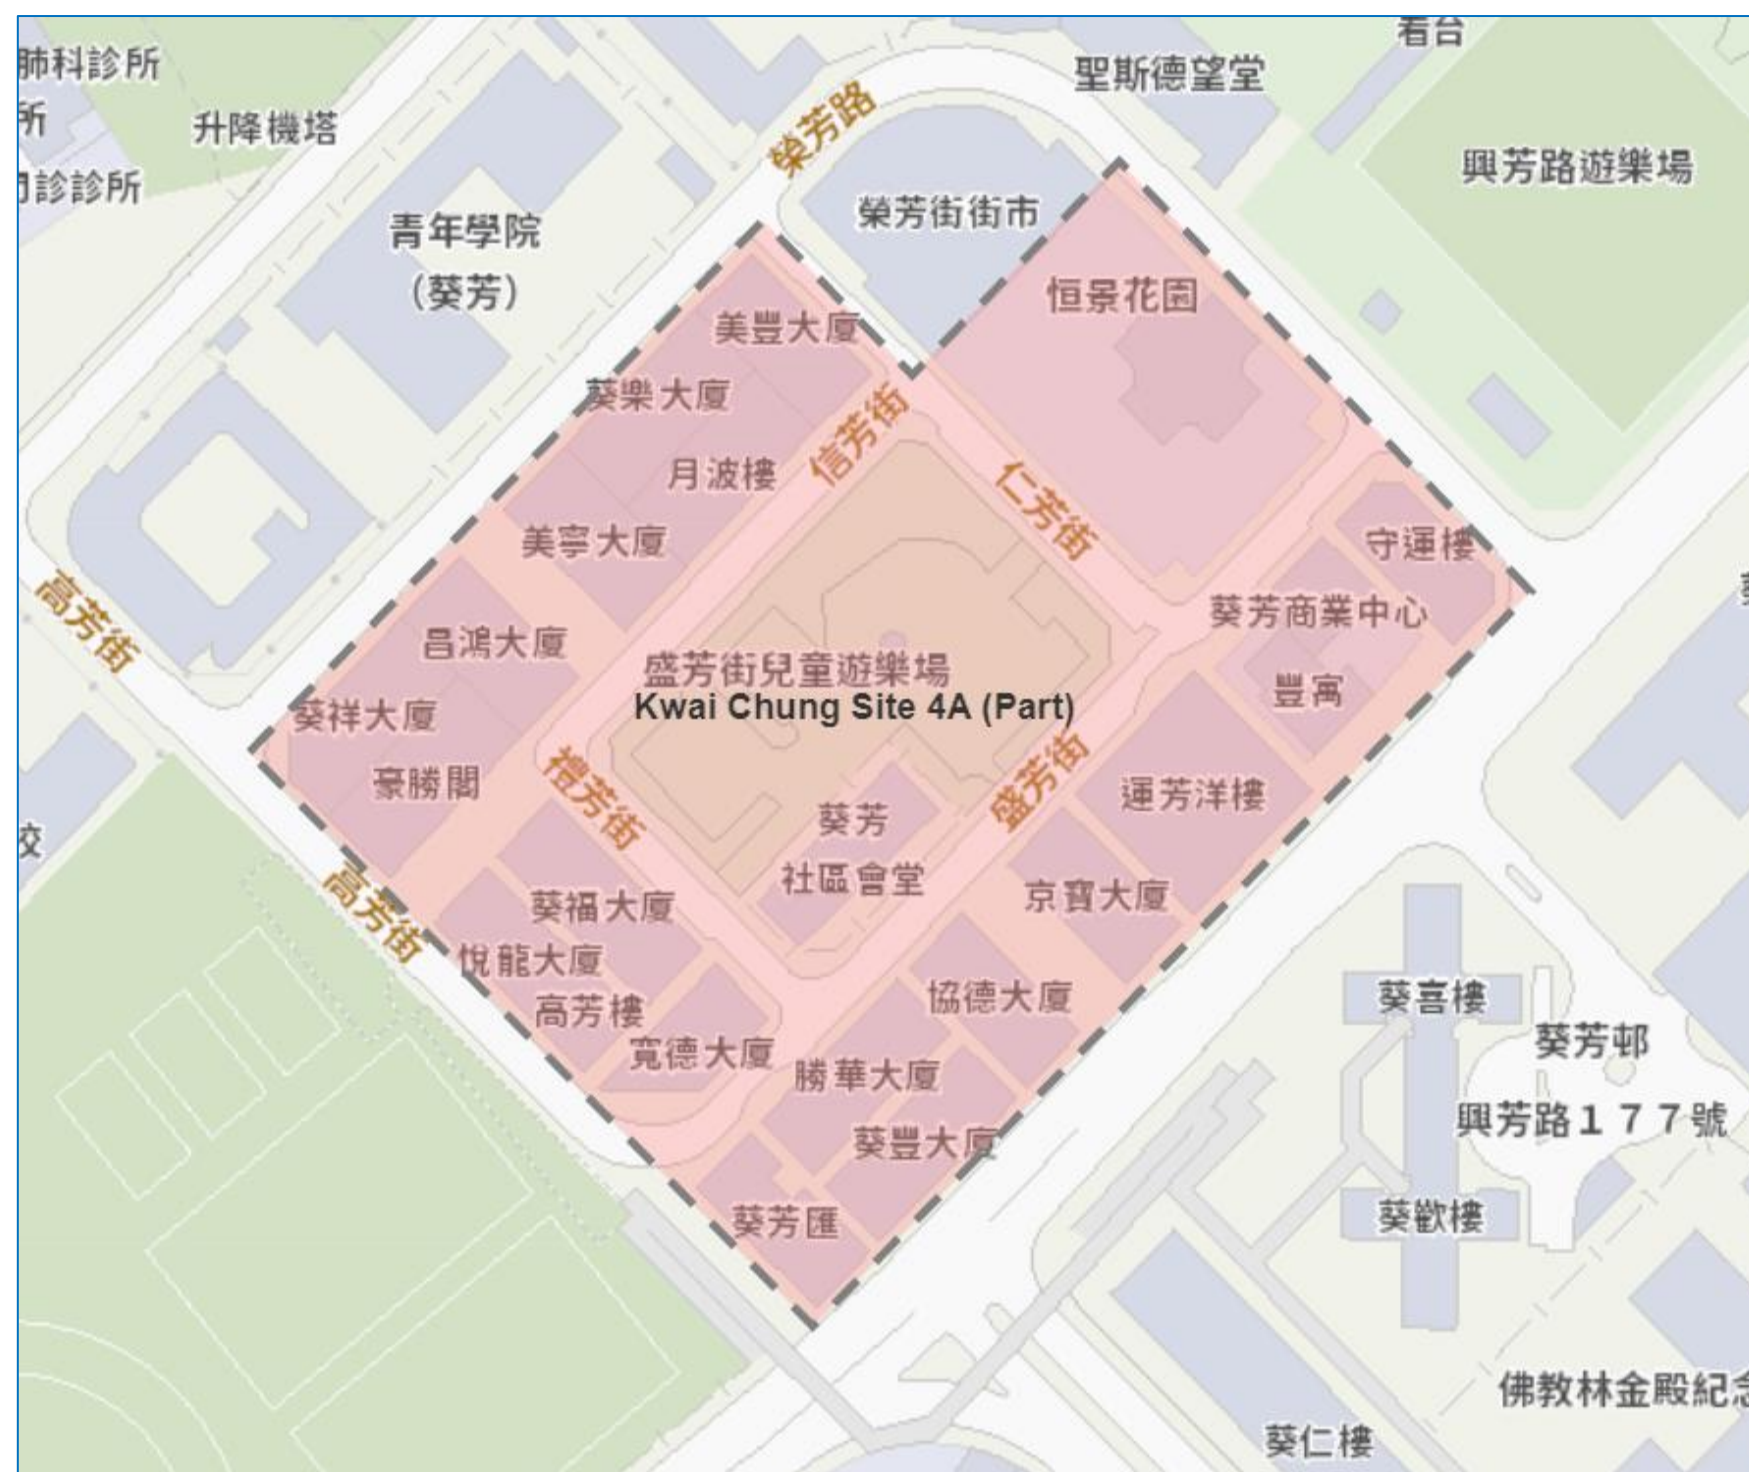 看台
肺科診所
聖斯德望堂
所
升降機塔
榮芳路
興芳路遊樂場
門診診所
榮芳街街市
青年學院
(葵芳)
恒景花園
美豐大廈
葵樂大廈
信芳街
月波樓
仁芳街
美寧大廈
守運樓
高芳街
葵芳商業中心
昌鴻大廈
盛芳街兒童遊樂場
豐寓
Kwai Chung Site 4A (Part)
葵祥大廈
豪勝閣
禮芳街
盛芳街
運芳洋樓
葵芳
社區會堂
校
京寶大廈
高芳街
葵福大廈
悅龍大廈
協德大廈
葵喜樓
高芳樓
葵芳邨
寬德大廈
勝華大廈
興芳路177號
葵豐大廈
葵芳匯
葵歡樓
佛教林金殿紀念
葵仁樓